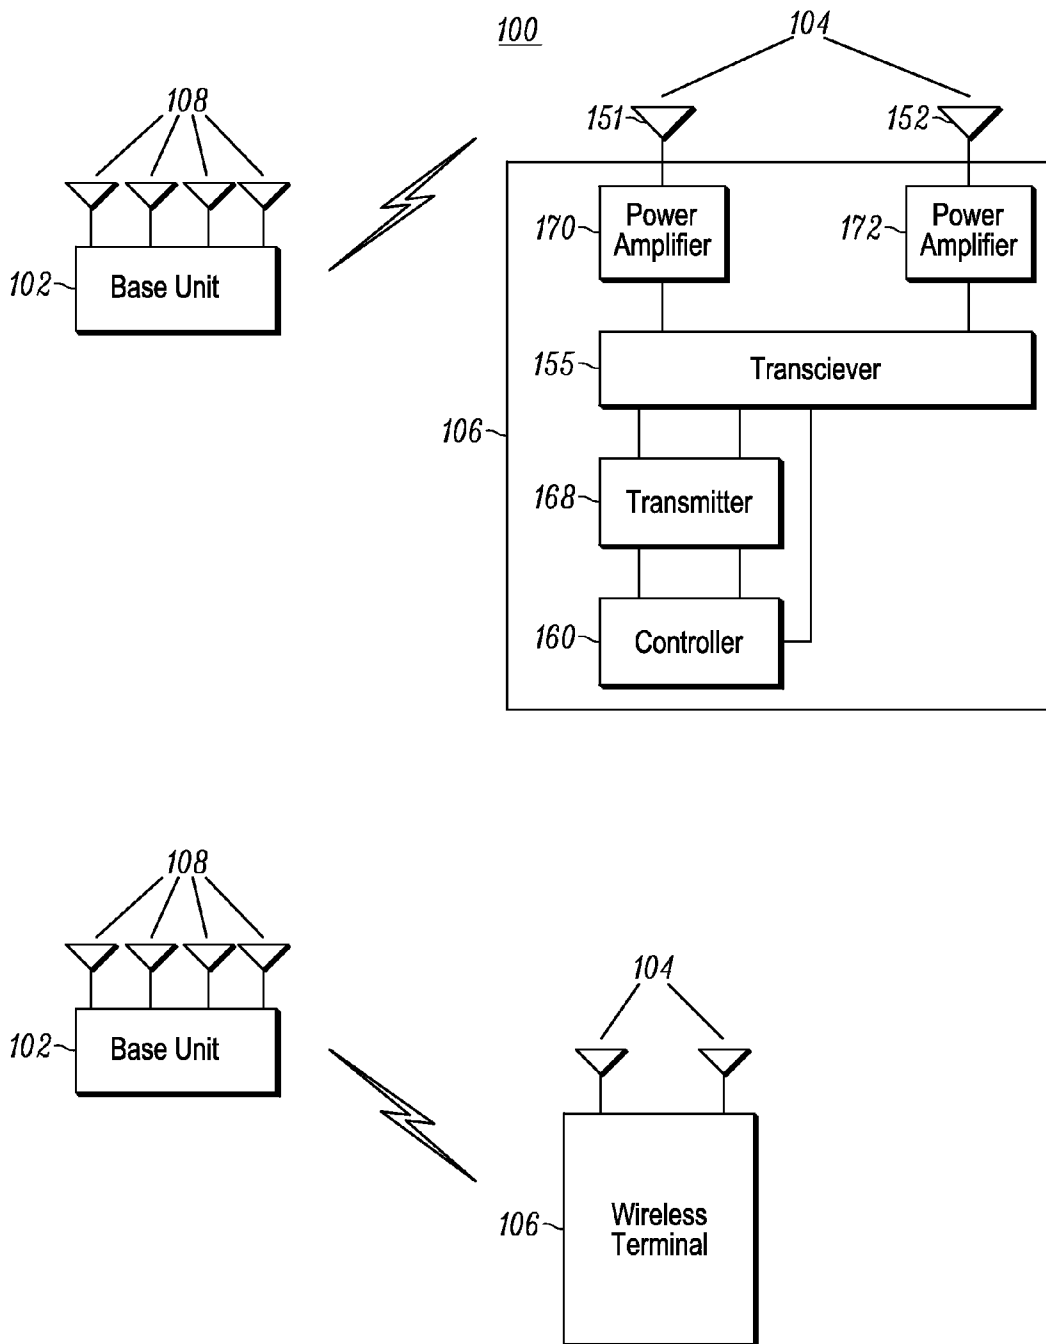 100
104
108
151
152
170
Power
Amplifier
172
Power
Amplifier
102
Base Unit
155
Transciever
106
168
Transmitter
160
Controller
108
104
102
Base Unit
106
Wireless
Terminal